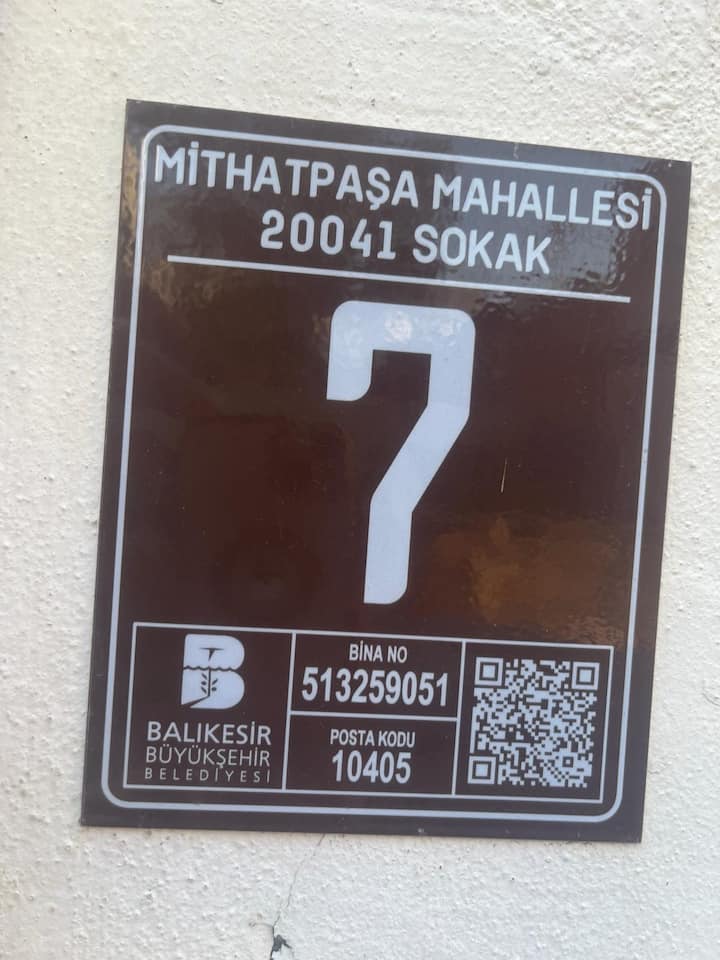 MİTHATPAŞA MAHALLESİ
20041 SOKAK
7
B
BALIKESİR
BÜYÜKŞEHİR
BELEDİYESİ
BİNA NO
513259051
POSTA KODU
10405